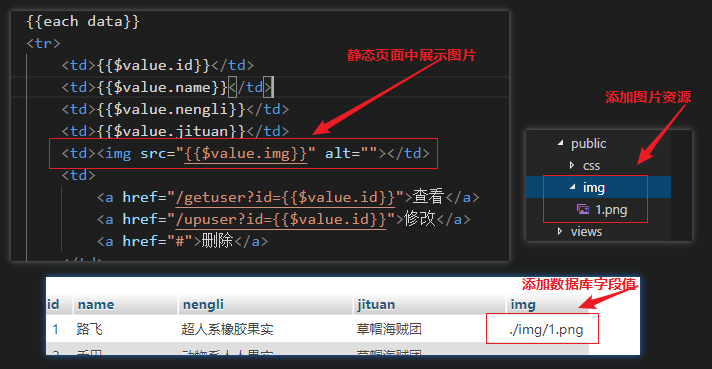 {{each data}}
<tr>
<td>{{$value.id}}</td>
<td>{{$value.name}}</td>
<td>{{$value.nengli}}</td>
<td>{{$value.jituan}}</td>
<td><img src="{{$value.img}}" alt=""></td>
<td>
<a href="/getuser?id={{$value.id}}">查看</a>
<a href="/upuser?id={{$value.id}}">修改</a>
<a href="#">删除</a>
静态页面中展示图片
添加图片资源
public
css
img
1.png
views
添加数据库字段值
id name nengli jituan img
1 路飞 超人系橡胶果实 草帽海贼团 ./img/1.png